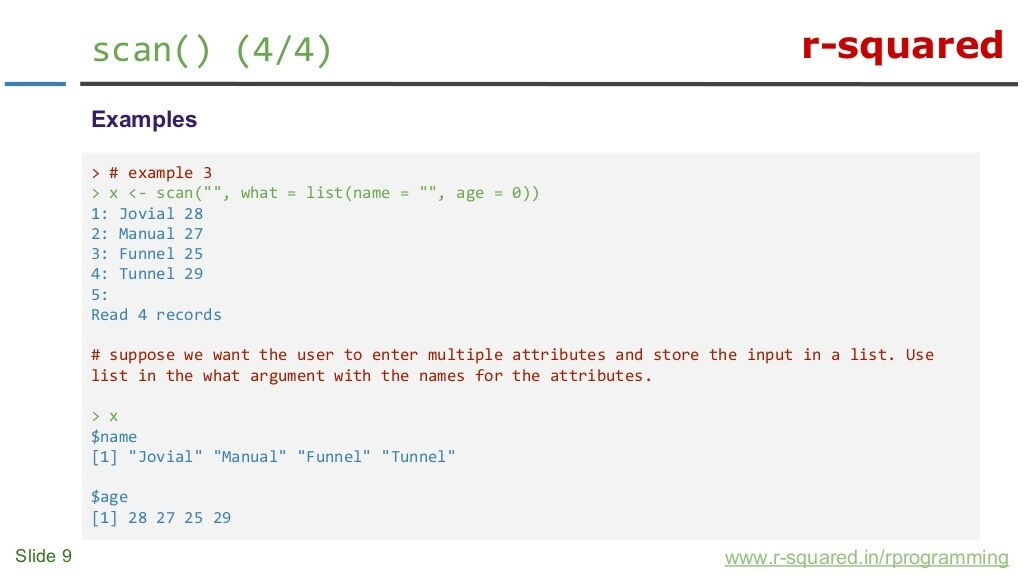 scan() (4/4)
r-squared
Examples
> # example 3
> x <- scan("", what = list(name = "", age = 0))
1: Jovial 28
2: Manual 27
3: Funnel 25
4: Tunnel 29
5:
Read 4 records
# suppose we want the user to enter multiple attributes and store the input in a list. Use
list in the what argument with the names for the attributes.
> x
$name
[1] "Jovial" "Manual" "Funnel" "Tunnel"
$age
[1] 28 27 25 29
Slide 9
www.r-squared.in/rprogramming